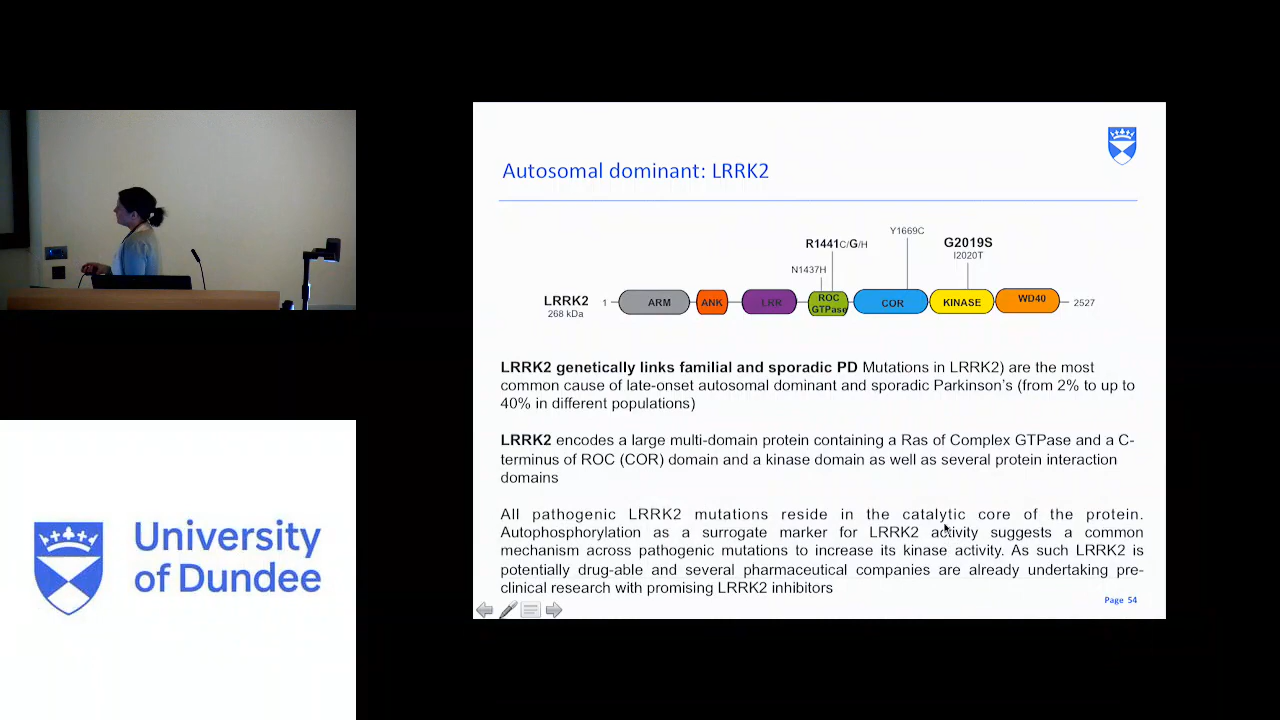 Autosomal dominant: LRRK2
Y1669C
R1441C/G/H
G2019S
I2020T
N1437H
LRRK2
268 kDa
1
ARM
ANK
LRR
ROC
GTPase
COR
KINASE
WD40
2527
LRRK2 genetically links familial and sporadic PD Mutations in LRRK2) are the most
common cause of late-onset autosomal dominant and sporadic Parkinson's (from 2% to up to
40% in different populations)
LRRK2 encodes a large multi-domain protein containing a Ras of Complex GTPase and a C-
terminus of ROC (COR) domain and a kinase domain as well as several protein interaction
domains
All pathogenic LRRK2 mutations reside in the catalytic core of the protein.
Autophosphorylation as a surrogate marker for LRRK2 activity suggests a common
mechanism across pathogenic mutations to increase its kinase activity. As such LRRK2 is
potentially drug-able and several pharmaceutical companies are already undertaking pre-
clinical research with promising LRRK2 inhibitors
Page 54
University
of Dundee